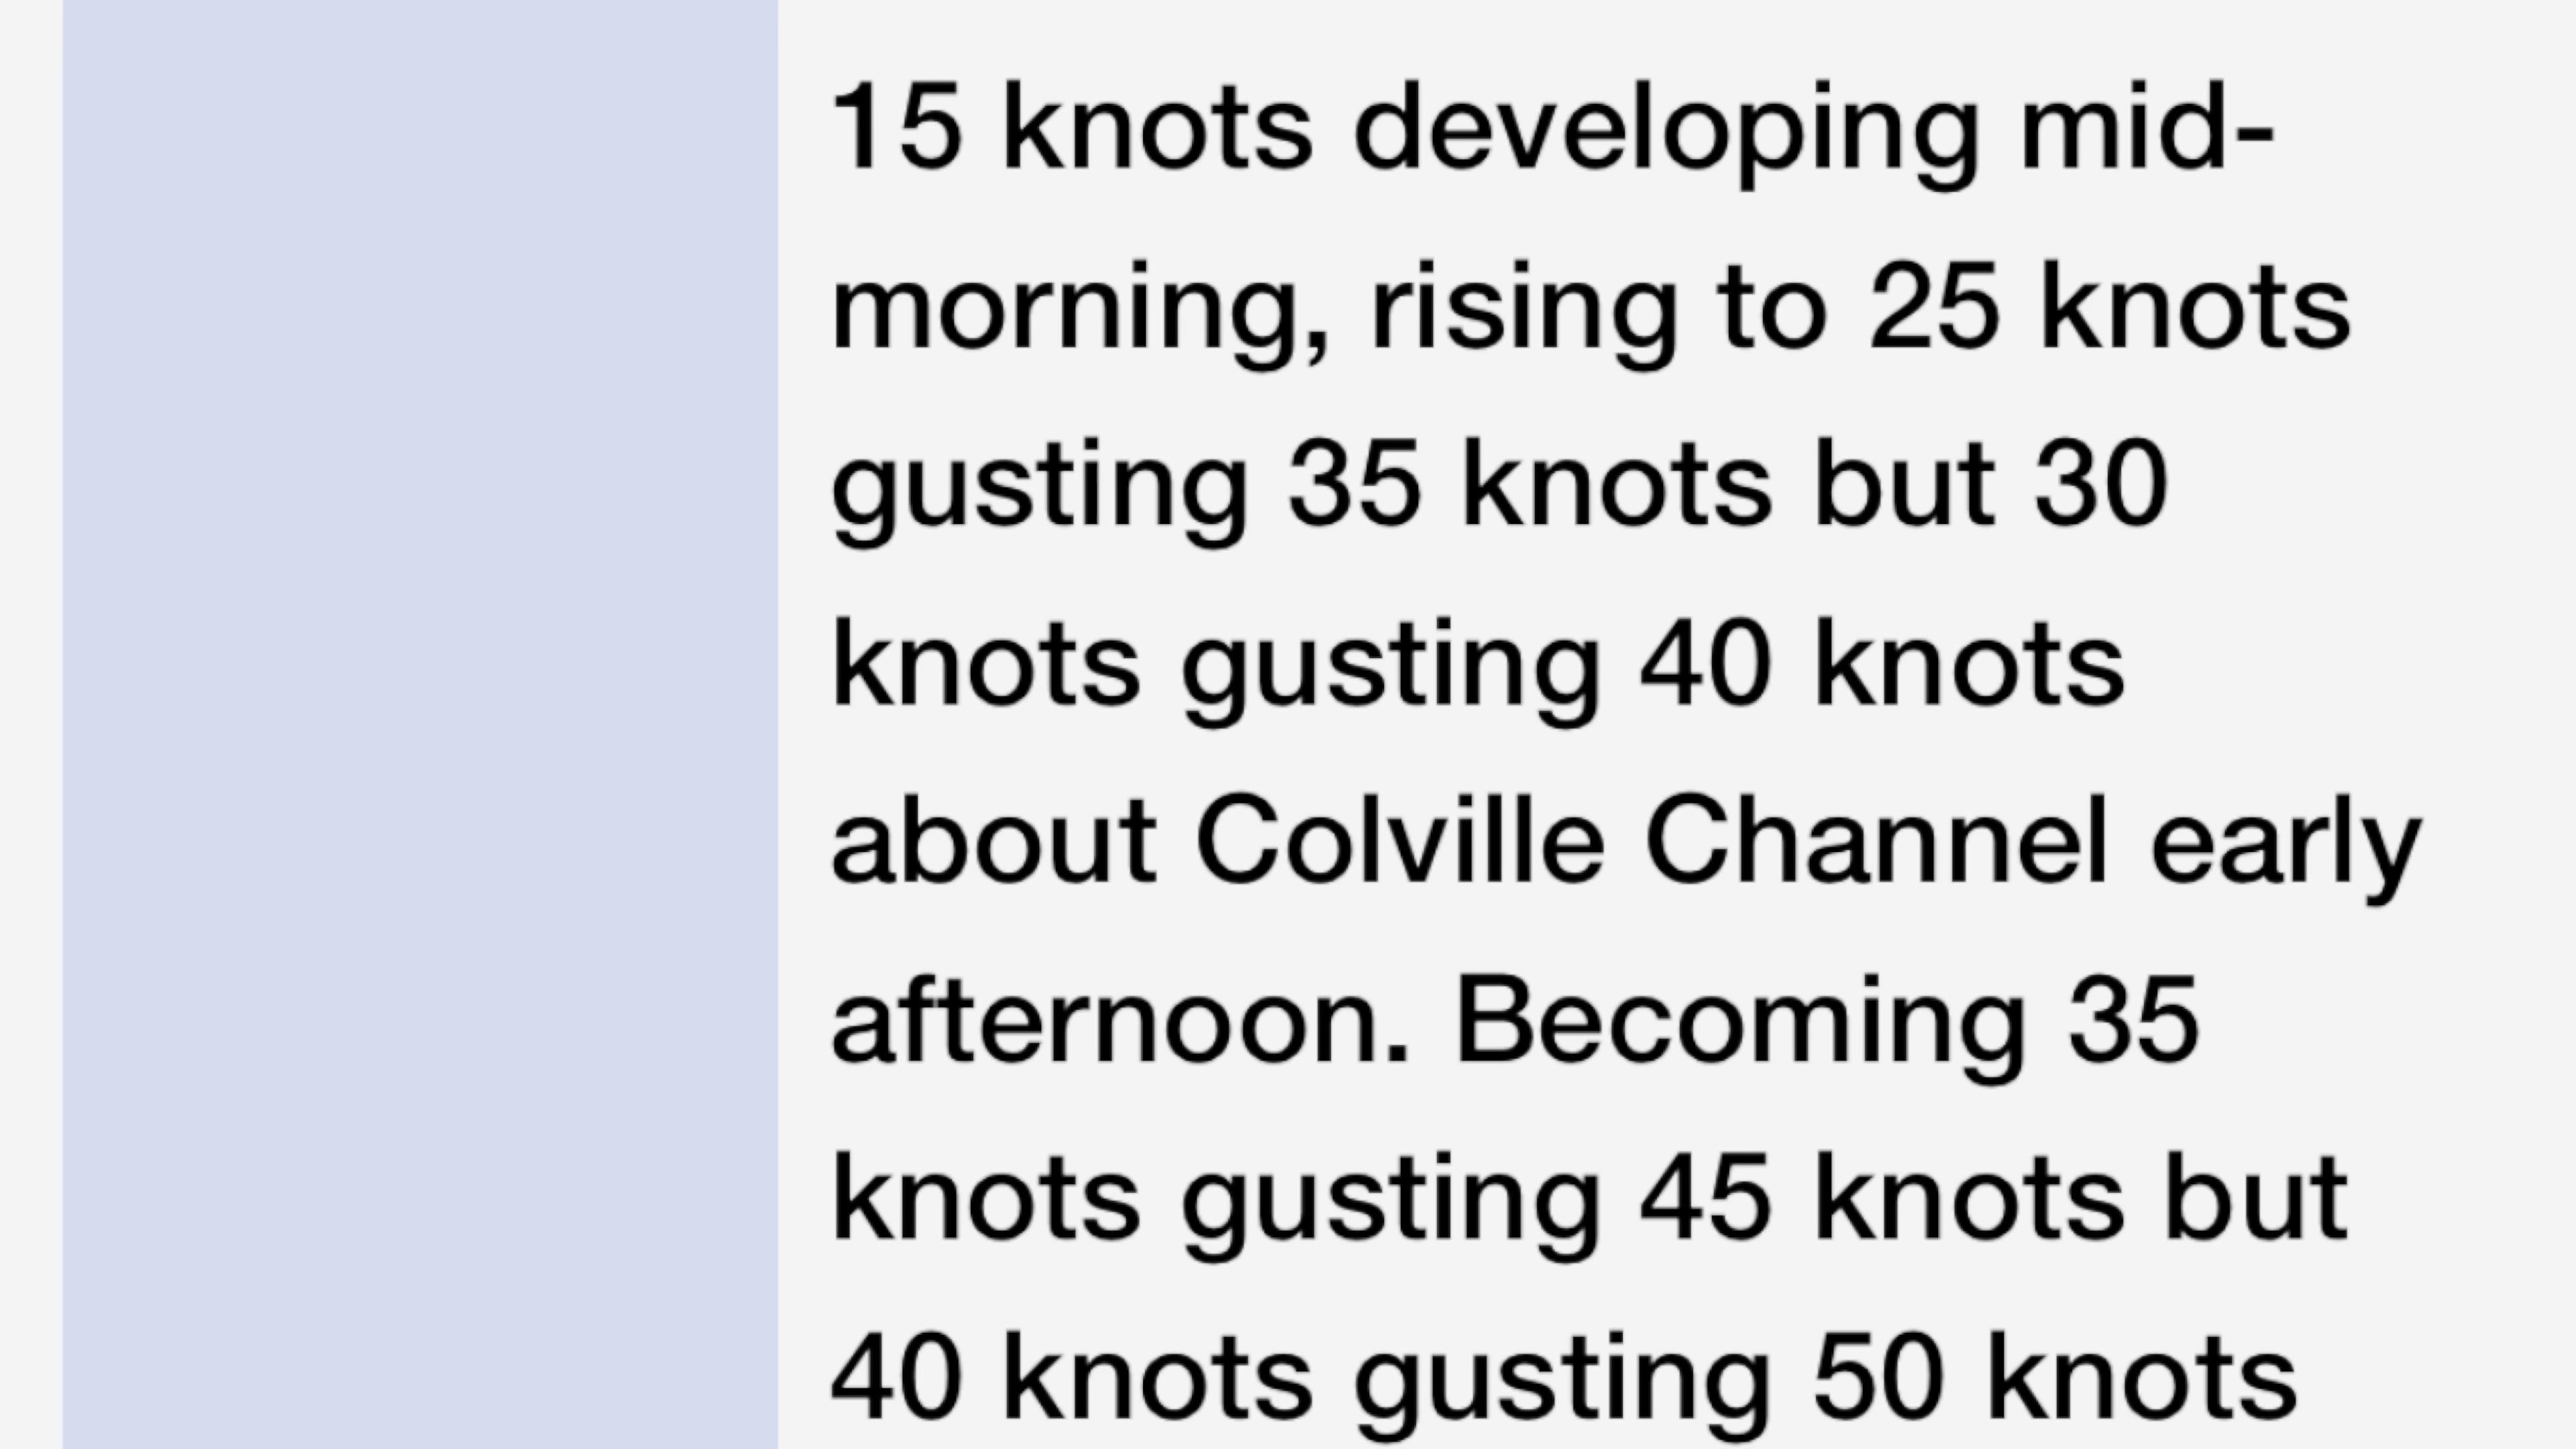 15 knots developing mid-
morning, rising to 25 knots
gusting 35 knots but 30
knots gusting 40 knots
about Colville Channel early
afternoon. Becoming 35
knots gusting 45 knots but
40 knots gusting 50 knots